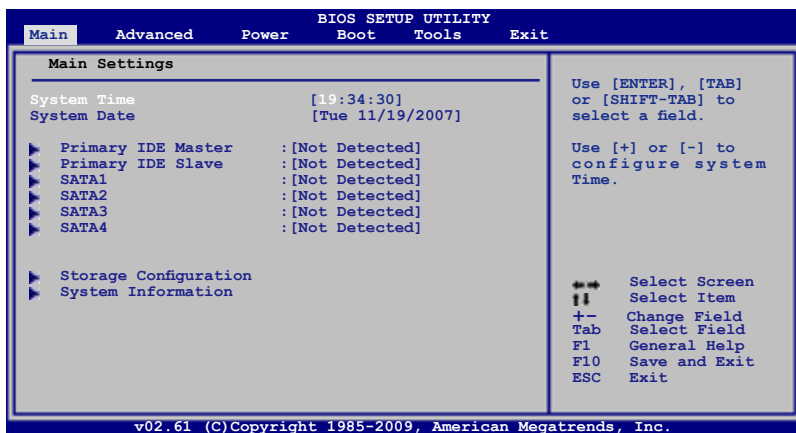 BIOS SETUP UTILITY
Main Advanced Power Boot Tools Exit
Main Settings
System Time [19:34:30]
System Date [Tue 11/19/2007]
Primary IDE Master :[Not Detected]
Primary IDE Slave :[Not Detected]
SATA1 :[Not Detected]
SATA2 :[Not Detected]
SATA3 :[Not Detected]
SATA4 :[Not Detected]
Storage Configuration
System Information
Use [ENTER], [TAB]
or [SHIFT-TAB] to
select a field.
Use [+] or [-] to
configure system
Time.
←→ Select Screen
↑↓ Select Item
+- Change Field
Tab Select Field
F1 General Help
F10 Save and Exit
ESC Exit
v02.61 (C)Copyright 1985-2009, American Megatrends, Inc.